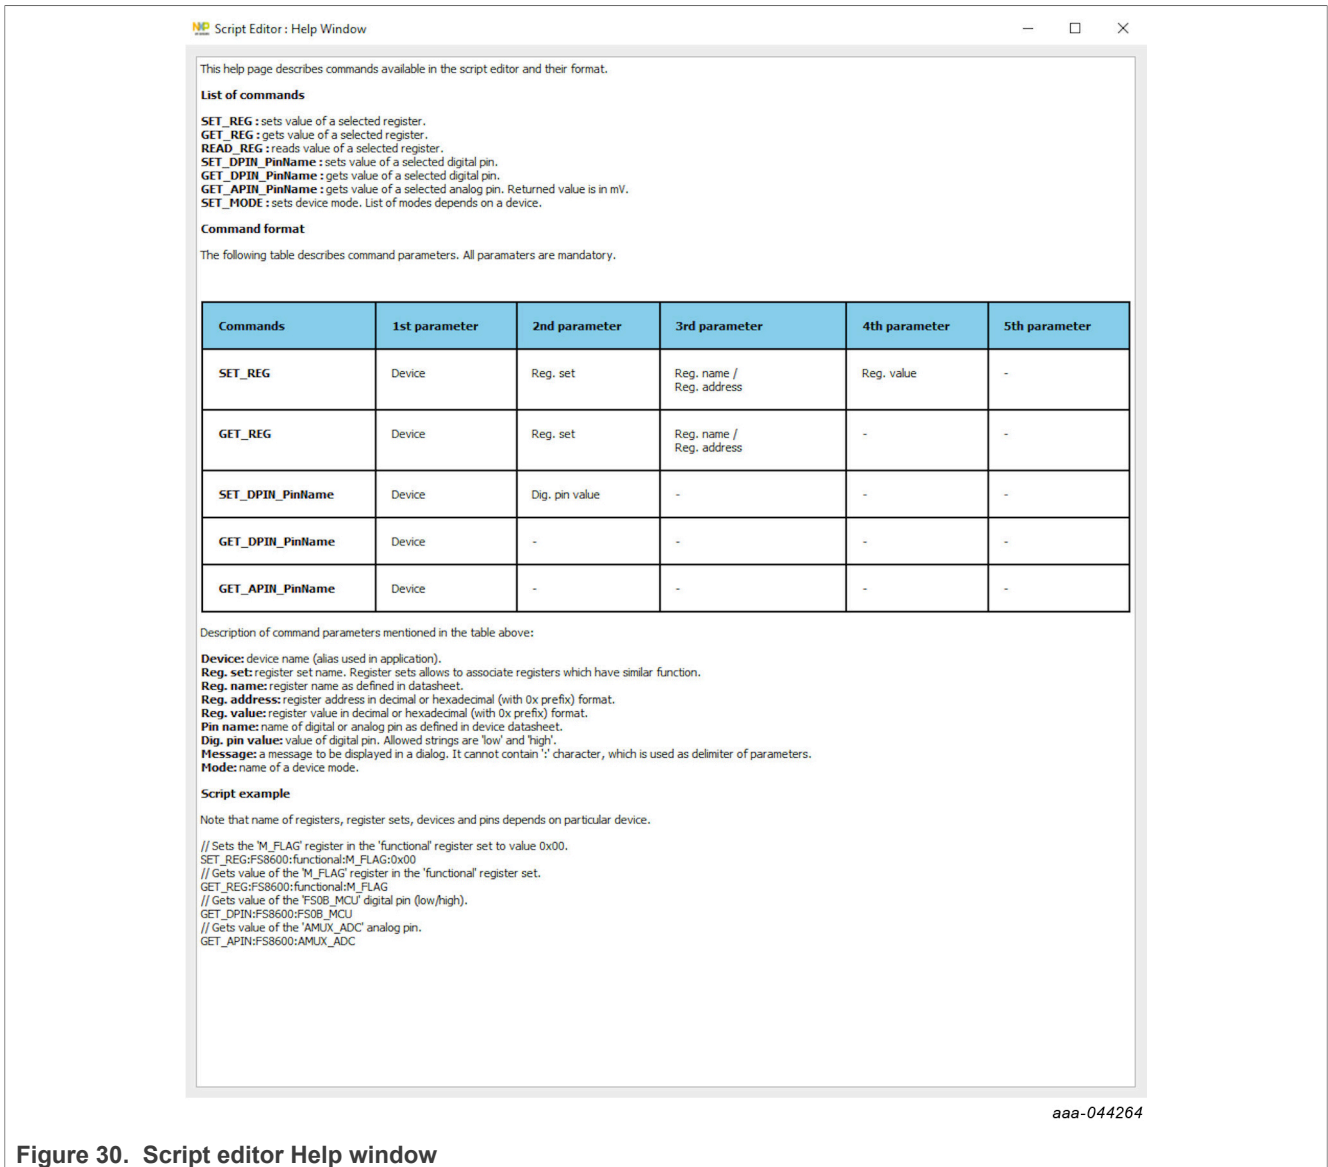 NXP Script Editor : Help Window
This help page describes commands available in the script editor and their format.
List of commands
SET_REG : sets value of a selected register.
GET_REG : gets value of a selected register.
READ_REG : reads value of a selected register.
SET_DPIN_PinName : sets value of a selected digital pin.
GET_DPIN_PinName : gets value of a selected digital pin.
GET_APIN_PinName : gets value of a selected analog pin. Returned value is in mV.
SET_MODE : sets device mode. List of modes depends on a device.
Command format
The following table describes command parameters. All paramaters are mandatory.
Commands 1st parameter 2nd parameter 3rd parameter 4th parameter 5th parameter
SET_REG Device Reg. set Reg. name / Reg. value -
Reg. address
GET_REG Device Reg. set Reg. name / - -
Reg. address
SET_DPIN_PinName Device Dig. pin value - - -
GET_DPIN_PinName Device - - - -
GET_APIN_PinName Device - - - -
Description of command parameters mentioned in the table above:
Device: device name (alias used in application).
Reg. set: register set name. Register sets allows to associate registers which have similar function.
Reg. name: register name as defined in datasheet.
Reg. address: register address in decimal or hexadecimal (with 0x prefix) format.
Reg. value: register value in decimal or hexadecimal (with 0x prefix) format.
Pin name: name of digital or analog pin as defined in device datasheet.
Dig. pin value: value of digital pin. Allowed strings are 'low' and 'high'.
Message: a message to be displayed in a dialog. It cannot contain ':' character, which is used as delimiter of parameters.
Mode: name of a device mode.
Script example
Note that name of registers, register sets, devices and pins depends on particular device.
// Sets the 'M_FLAG' register in the 'functional' register set to value 0x00.
SET_REG:FS8600:functional:M_FLAG:0x00
// Gets value of the 'M_FLAG' register in the 'functional' register set.
GET_REG:FS8600:functional:M_FLAG
// Gets value of the 'FS0B_MCU' digital pin (low/high).
GET_DPIN:FS8600:FS0B_MCU
// Gets value of the 'AMUX_ADC' analog pin.
GET_APIN:FS8600:AMUX_ADC
aaa-044264
Figure 30. Script editor Help window